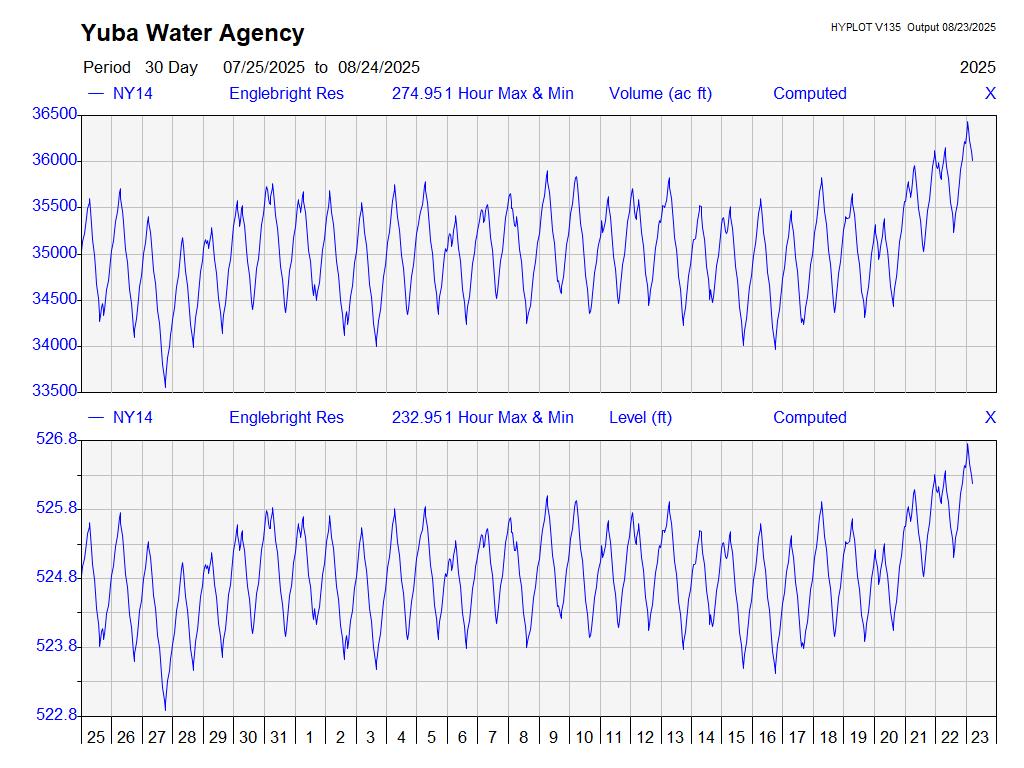 Yuba Water Agency
HYPLOT V135 Output 08/23/2025
Period 30 Day 07/25/2025 to 08/24/2025
2025
NY14 Englebright Res 274.951 Hour Max & Min Volume (ac ft) Computed X
36500
36000
35500
35000
34500
34000
33500
NY14 Englebright Res 232.951 Hour Max & Min Level (ft) Computed X
526.8
525.8
524.8
523.8
522.8
25 26 27 28 29 30 31 1 2 3 4 5 6 7 8 9 10 11 12 13 14 15 16 17 18 19 20 21 22 23